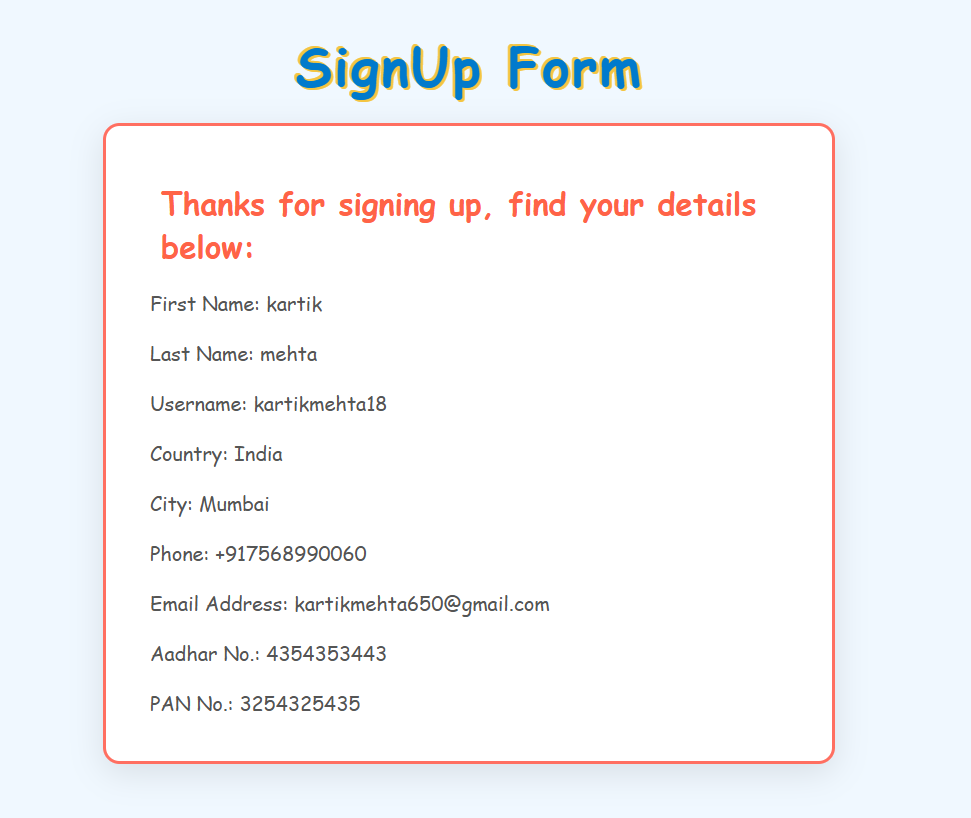 SignUp Form
Thanks for signing up, find your details
below:
First Name: kartik
Last Name: mehta
Username: kartikmehta18
Country: India
City: Mumbai
Phone: +917568990060
Email Address: kartikmehta650@gmail.com
Aadhar No.: 4354353443
PAN No.: 3254325435